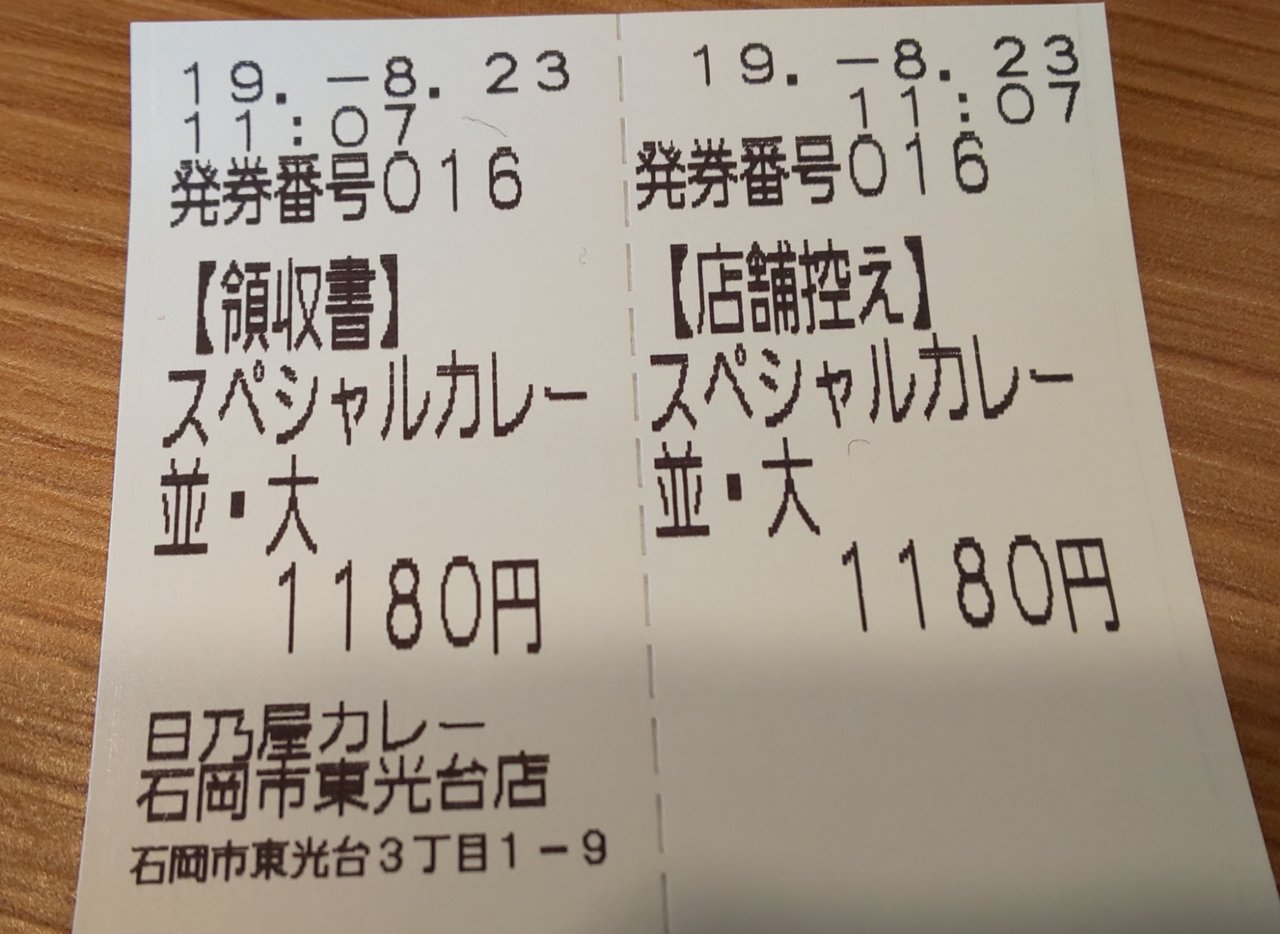 19.-8.23
11:07
発券番号016
【領収書】
スペシャルカレー
並・大
1180円
日乃屋カレー
石岡市東光台店
石岡市東光台3丁目1-9
19.-8.23
11:07
発券番号016
【店舗控え】
スペシャルカレー
並・大
1180円